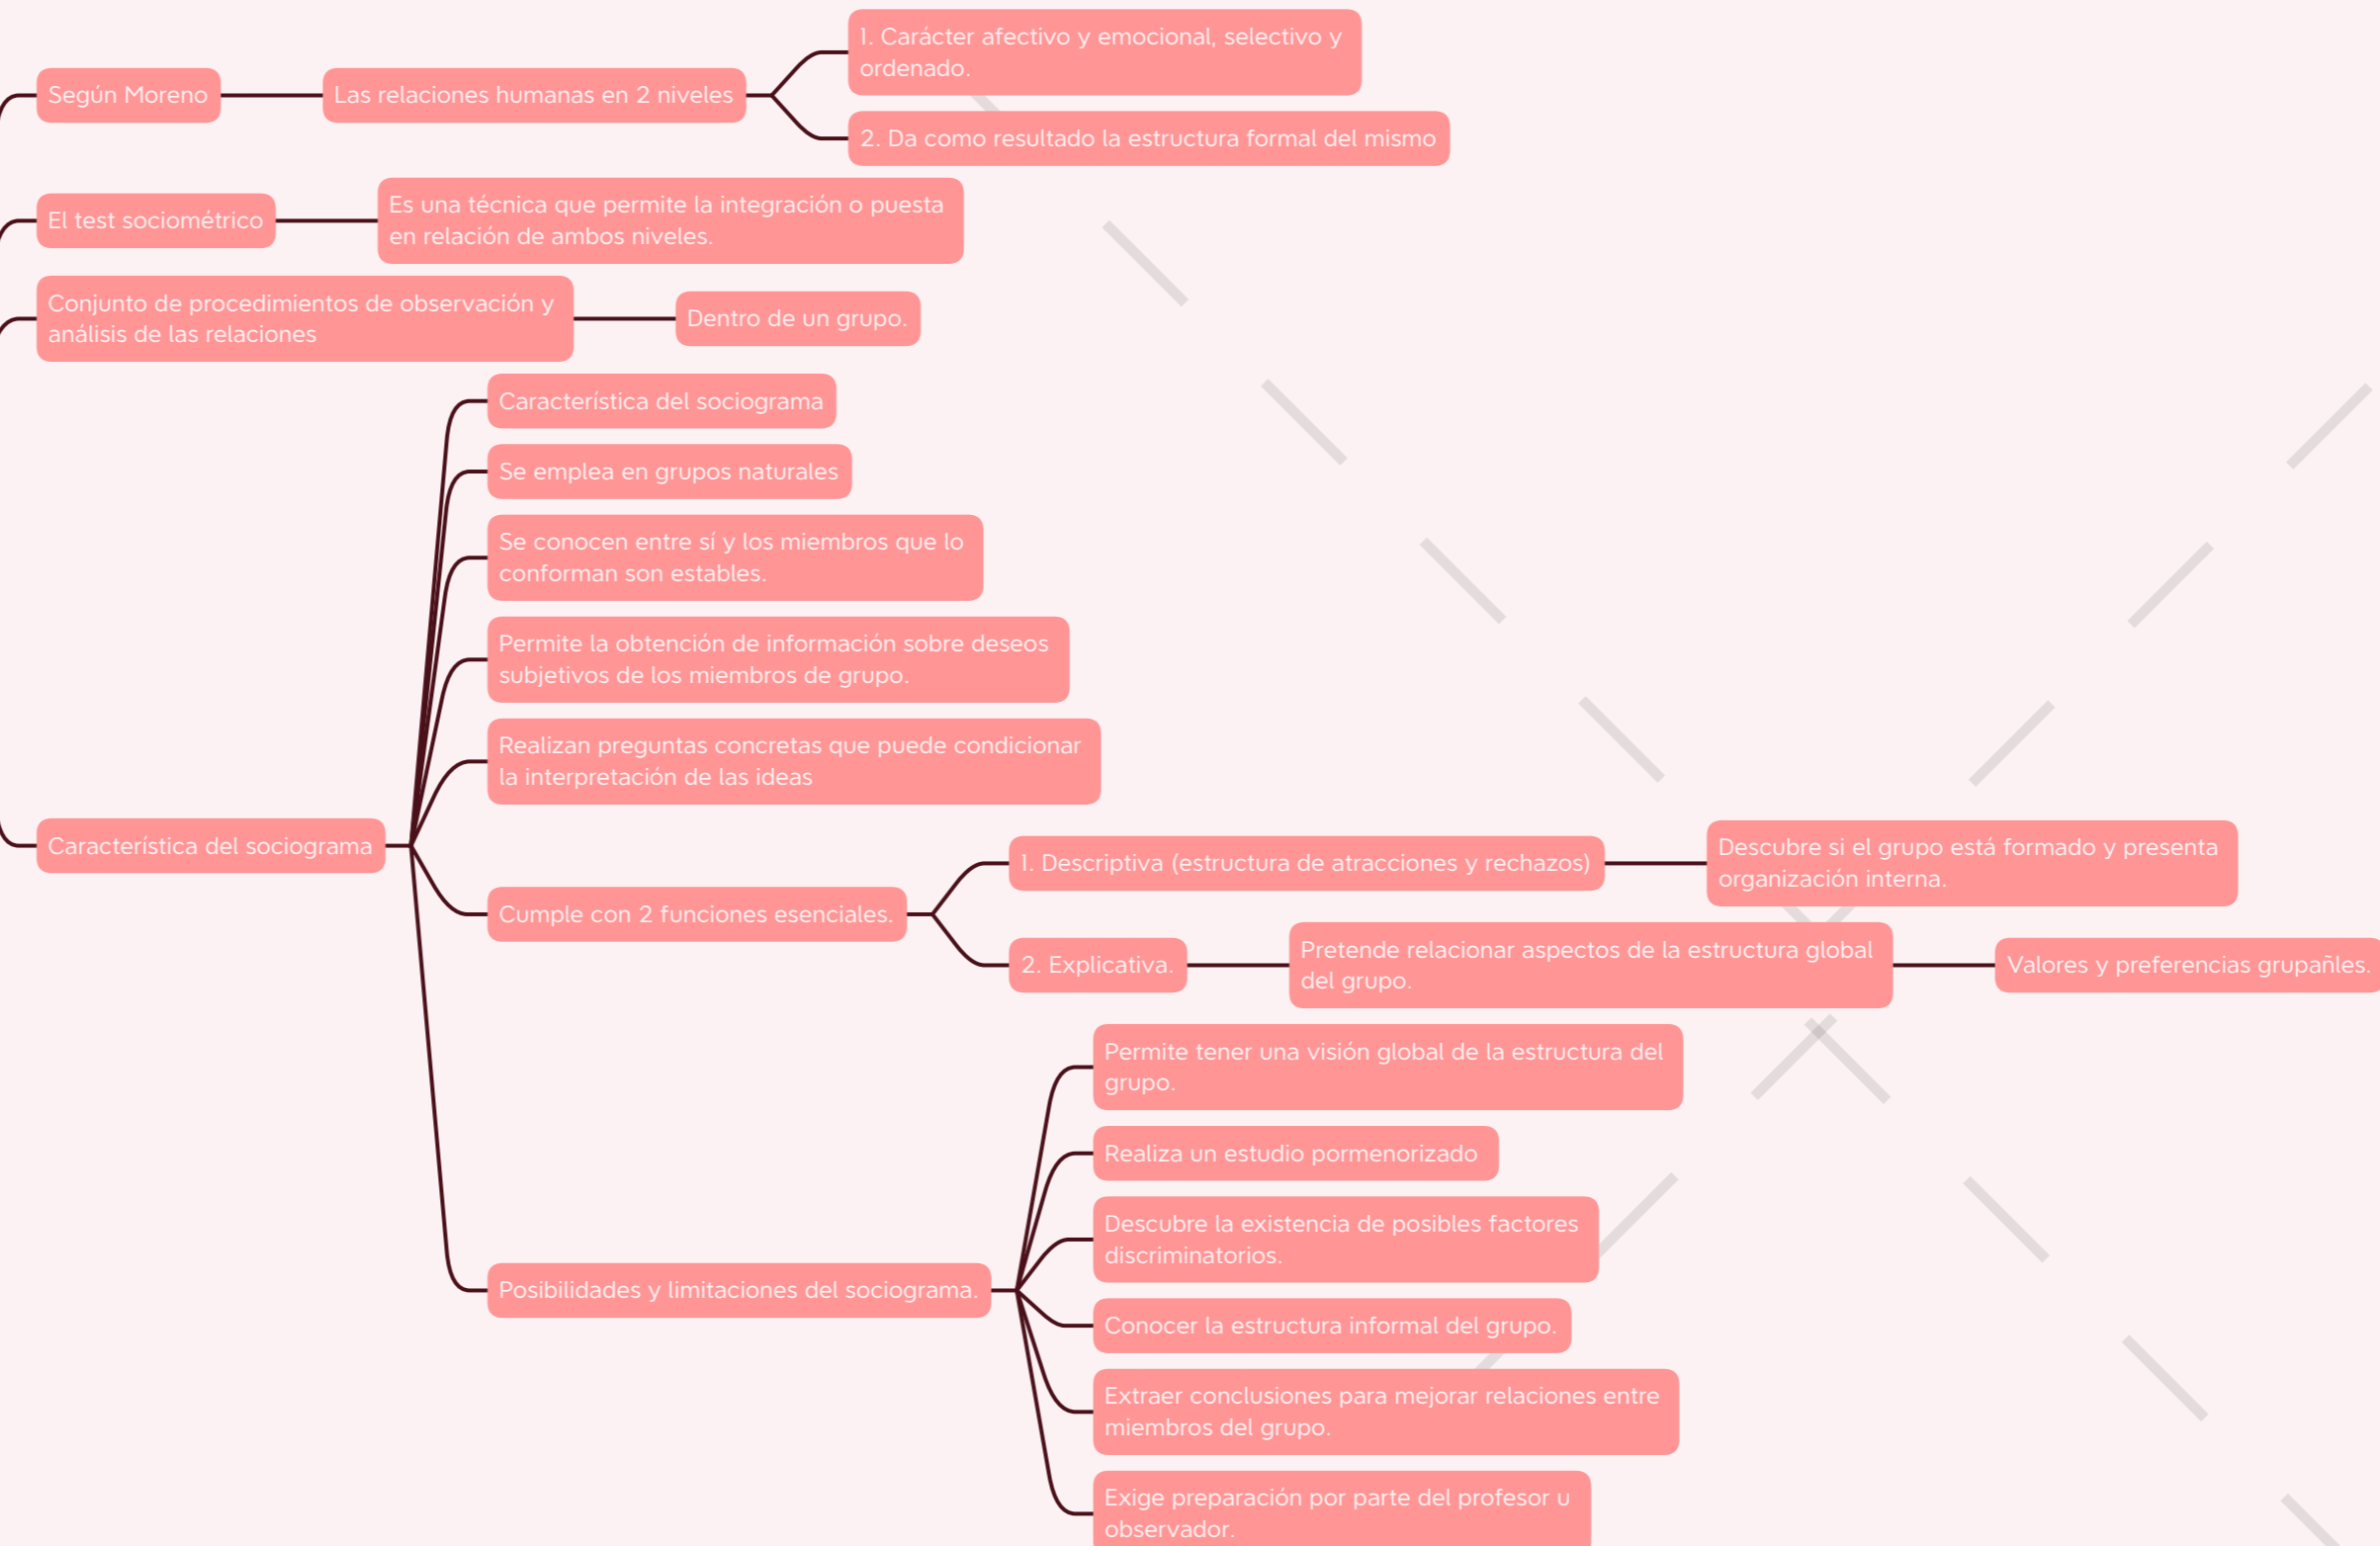 Según Moreno
Las relaciones humanas en 2 niveles
1. Carácter afectivo y emocional, selectivo y
ordenado.
2. Da como resultado la estructura formal del mismo
El test sociométrico
Es una técnica que permite la integración o puesta
en relación de ambos niveles.
Conjunto de procedimientos de observación y
análisis de las relaciones
Dentro de un grupo.
Característica del sociograma
Característica del sociograma
Se emplea en grupos naturales
Se conocen entre sí y los miembros que lo
conforman son estables.
Permite la obtención de información sobre deseos
subjetivos de los miembros de grupo.
Realizan preguntas concretas que puede condicionar
la interpretación de las ideas
Cumple con 2 funciones esenciales.
1. Descriptiva (estructura de atracciones y rechazos)
Descubre si el grupo está formado y presenta
organización interna.
2. Explicativa.
Pretende relacionar aspectos de la estructura global
del grupo.
Valores y preferencias grupañles.
Posibilidades y limitaciones del sociograma.
Permite tener una visión global de la estructura del
grupo.
Realiza un estudio pormenorizado
Descubre la existencia de posibles factores
discriminatorios.
Conocer la estructura informal del grupo.
Extraer conclusiones para mejorar relaciones entre
miembros del grupo.
Exige preparación por parte del profesor u
observador.